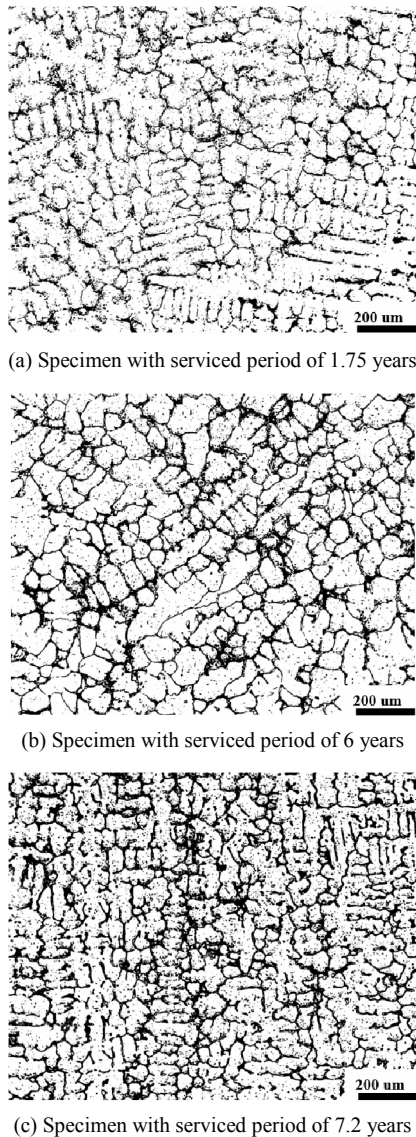 200 um
(a) Specimen with serviced period of 1.75 years
200 um
(b) Specimen with serviced period of 6 years
200 um
(c) Specimen with serviced period of 7.2 years